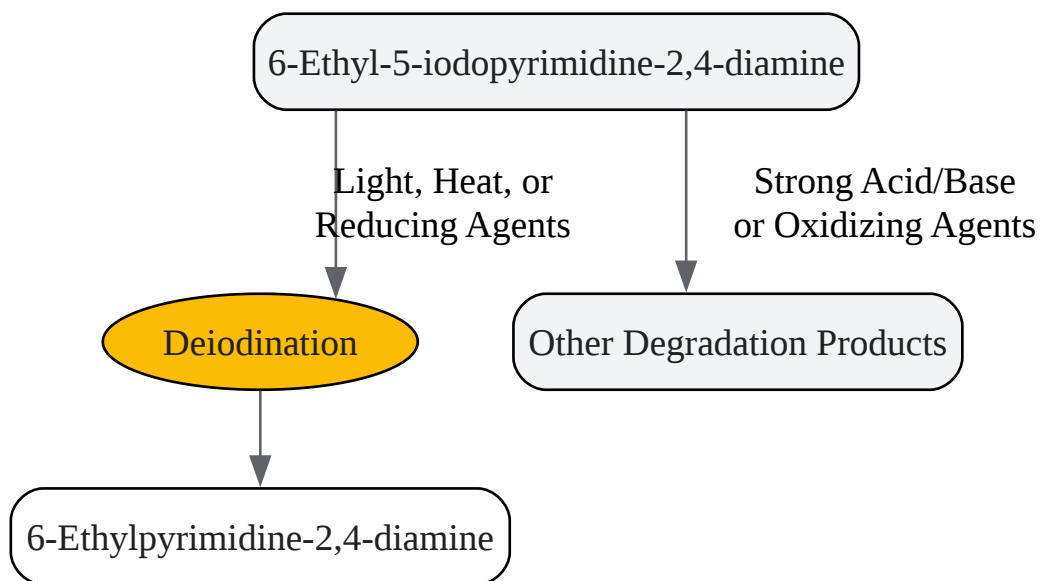 6-Ethyl-5-iodopyrimidine-2,4-diamine
Light, Heat, or
Reducing Agents
Strong Acid/Base
or Oxidizing Agents
Deiodination
Other Degradation Products
6-Ethylpyrimidine-2,4-diamine